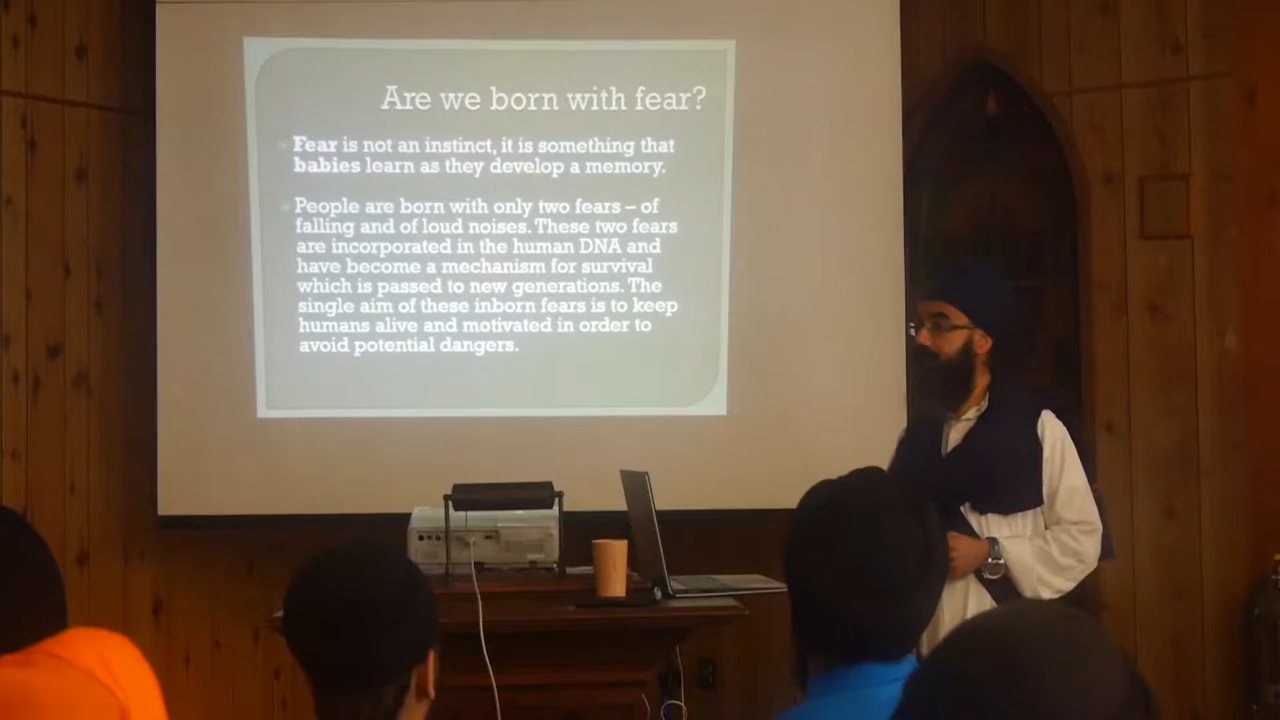 Are we born with fear?
Fear is not an instinct, it is something that
babies learn as they develop a memory.
People are born with only two fears – of
falling and of loud noises. These two fears
are incorporated in the human DNA and
have become a mechanism for survival
which is passed to new generations. The
single aim of these inborn fears is to keep
humans alive and motivated in order to
avoid potential dangers.